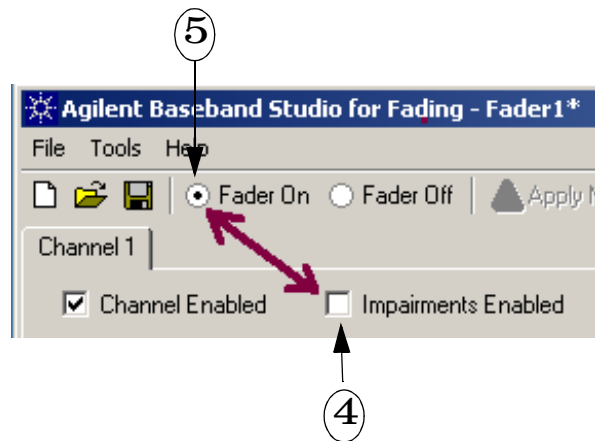 5
Agilent Baseband Studio for Fading - Fader1*
File Tools Help
Fader On Fader Off Apply
Channel 1
Channel Enabled Impairments Enabled
4